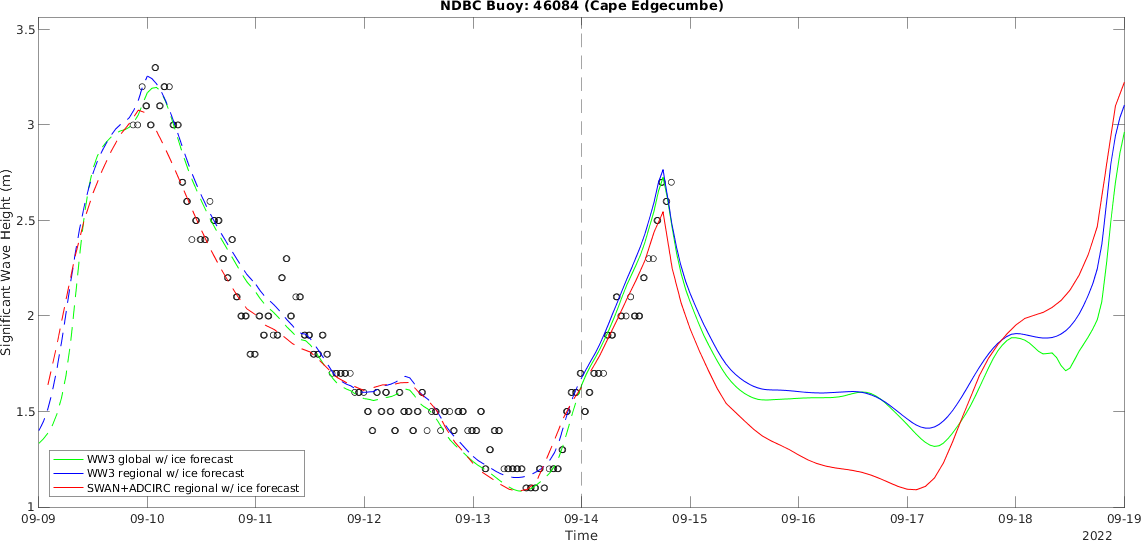 NDBC Buoy: 46084 (Cape Edgecumbe)
Significant Wave Height (m)
3.5
3
2.5
2
1.5
1
WW3 global w/ ice forecast
WW3 regional w/ ice forecast
SWAN+ADCIRC regional w/ ice forecast
09-09 09-10 09-11 09-12 09-13 09-14 09-15 09-16 09-17 09-18 09-19
Time
2022